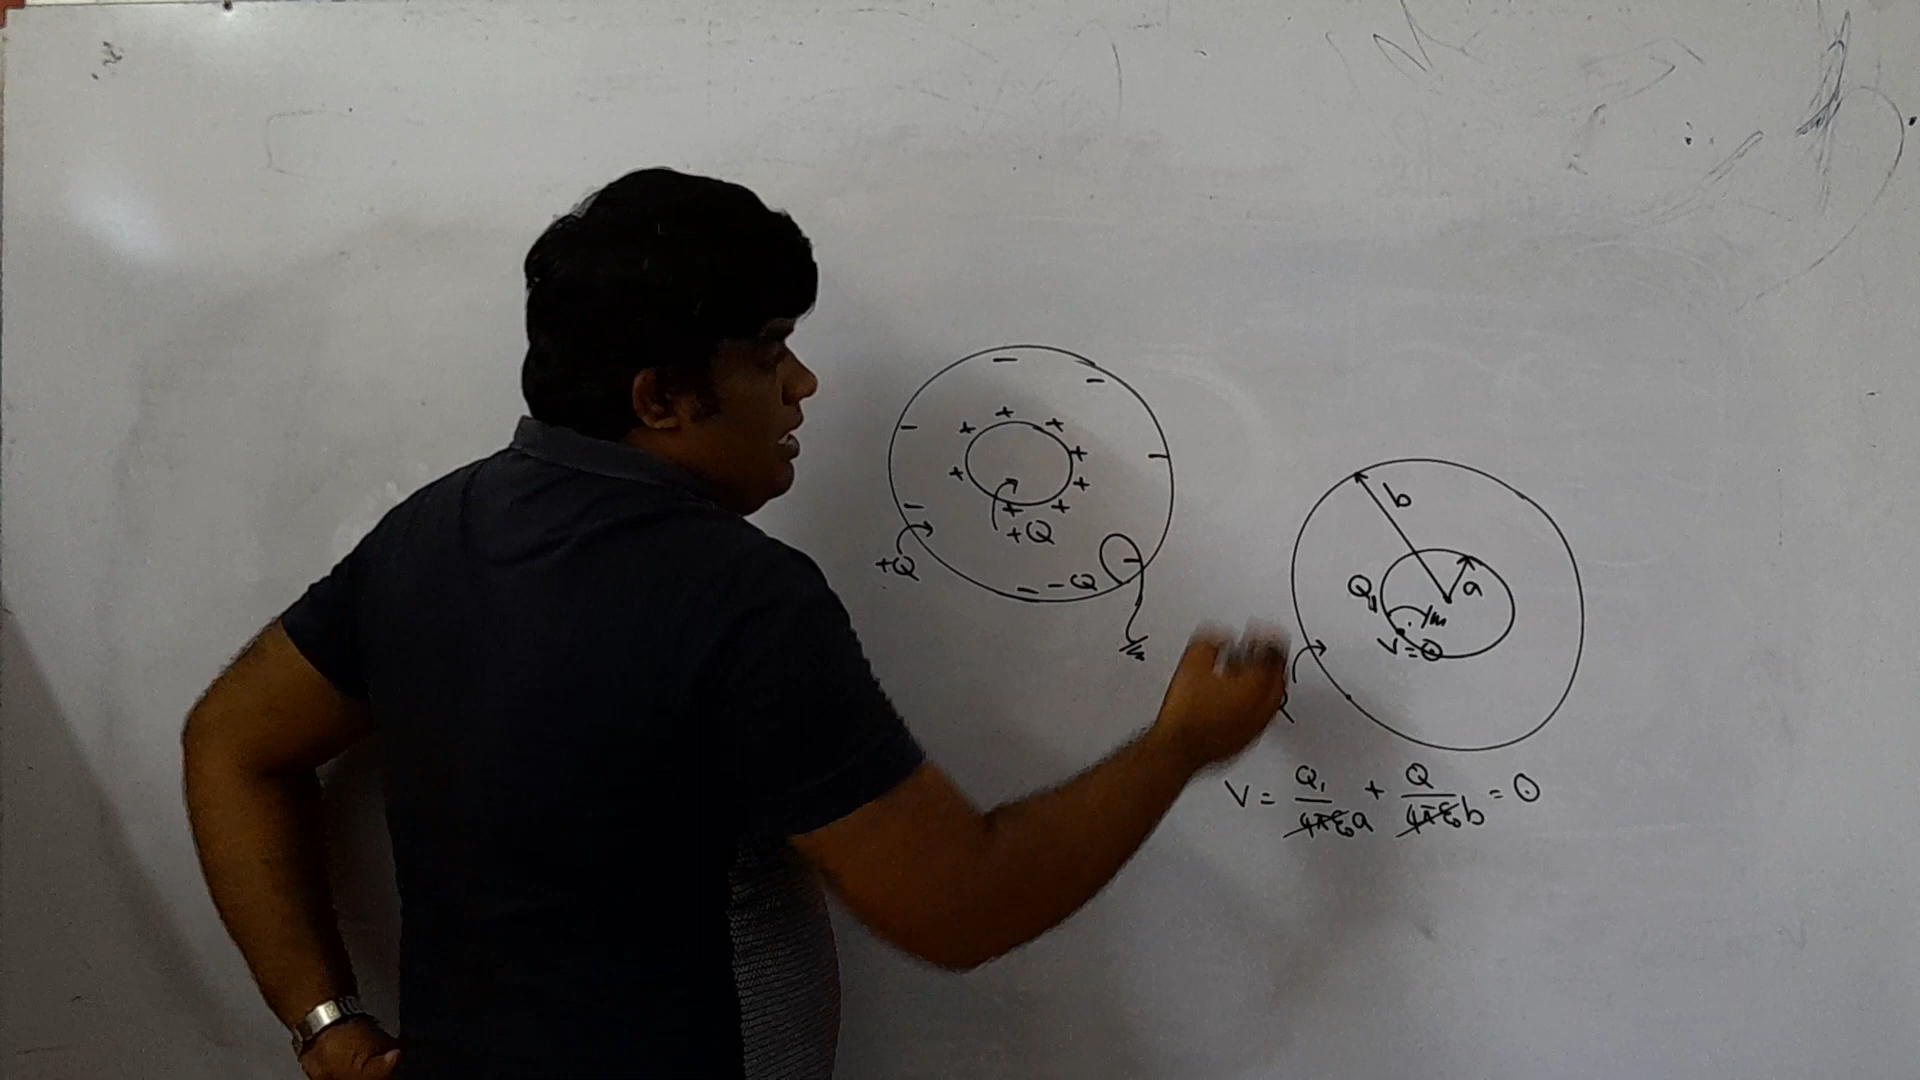 +Q
+Q
-Q
b
a
Q₁
V=0
V = Q₁/4πε₀a + Q/4πε₀b = 0